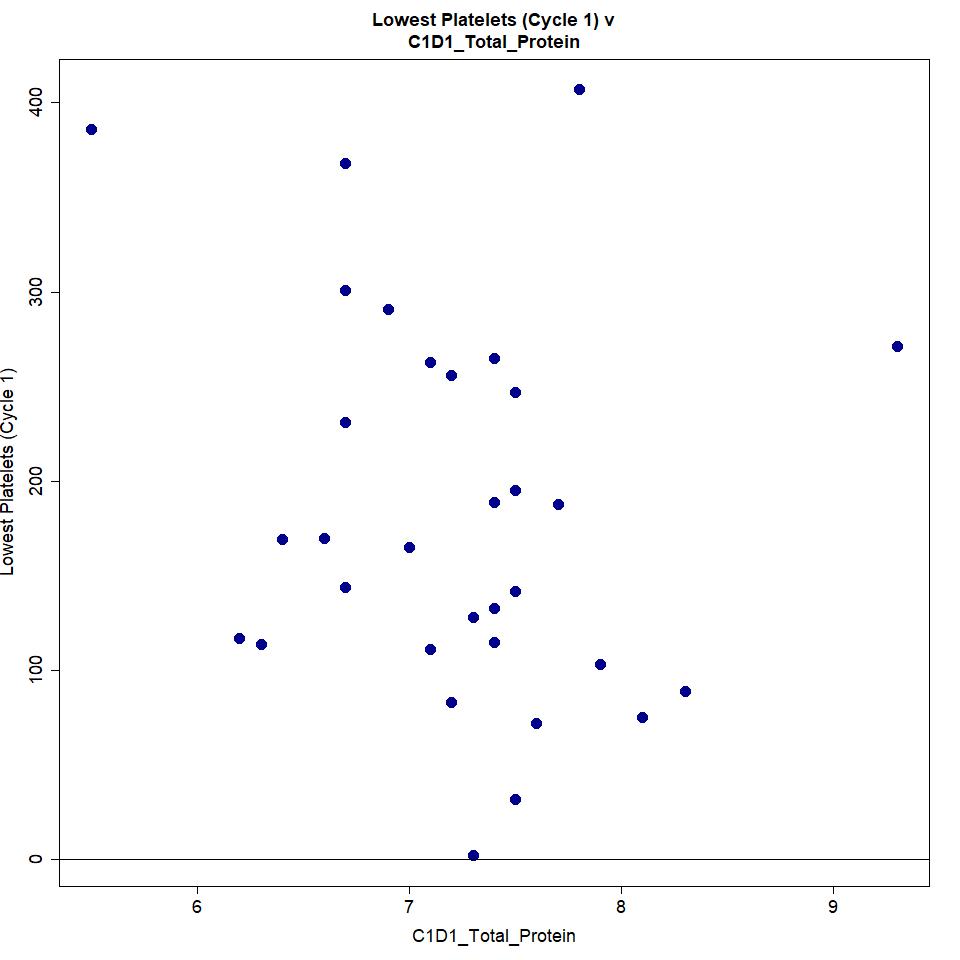 Lowest Platelets (Cycle 1) v
C1D1_Total_Protein
400
300
200
100
0
Lowest Platelets (Cycle 1)
6 7 8 9
C1D1_Total_Protein